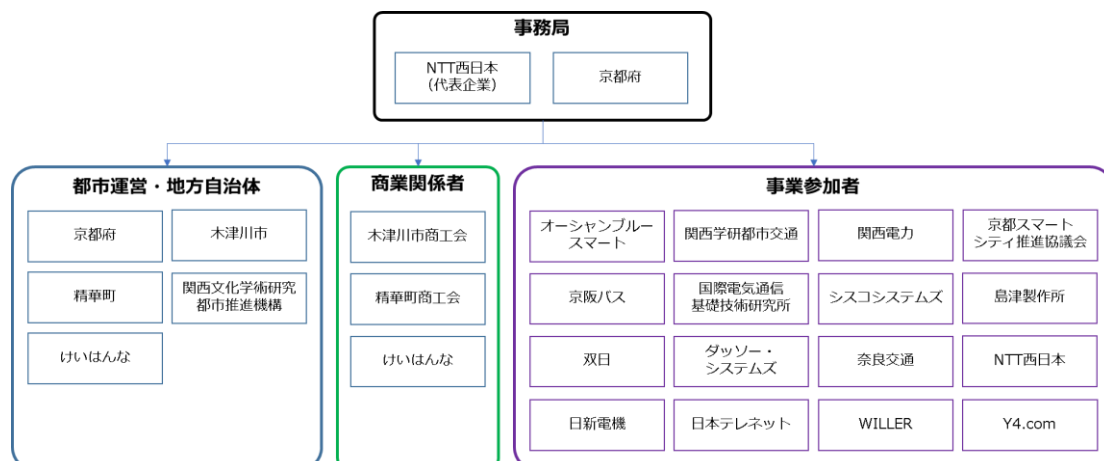 事務局
NTT西日本
（代表企業）
京都府
都市運営・地方自治体
京都府
木津川市
精華町
関西文化学術研究
都市推進機構
けいはんな
商業関係者
木津川市商工会
精華町商工会
けいはんな
事業参加者
オーシャンブルー
スマート
関西学研都市交通
関西電力
京都スマート
シティ推進協議会
京阪バス
国際電気通信
基礎技術研究所
シスコシステムズ
島津製作所
双日
ダッソー・
システムズ
奈良交通
NTT西日本
日新電機
日本テレネット
WILLER
Y4.com